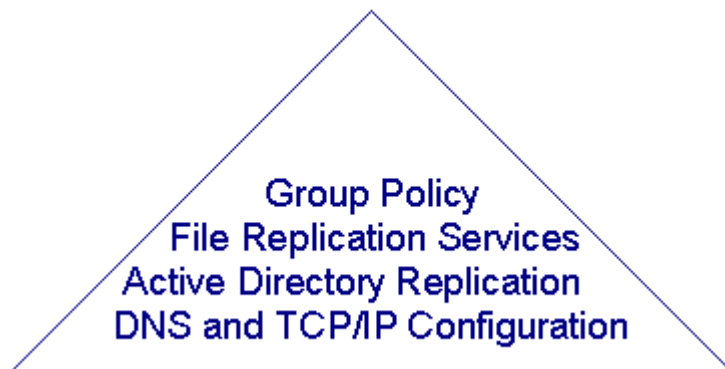 Group Policy
File Replication Services
Active Directory Replication
DNS and TCP/IP Configuration